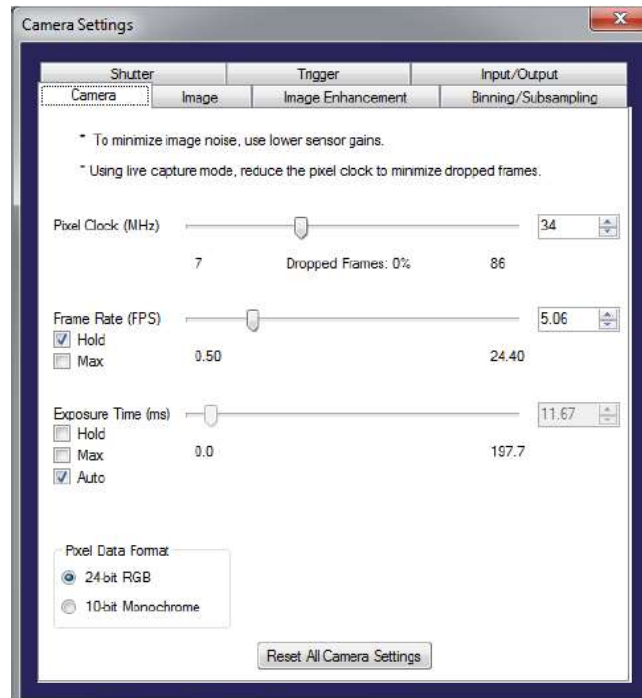 Camera Settings
Shutter Trigger Input/Output
Camera Image Image Enhancement Binning/Subsampling
* To minimize image noise, use lower sensor gains.
* Using live capture mode, reduce the pixel clock to minimize dropped frames.
Pixel Clock (MHz) 34
7 Dropped Frames: 0% 86
Frame Rate (FPS) 5.06
Hold
Max 0.50 24.40
Exposure Time (ms) 11.67
Hold
Max 0.0 197.7
Auto
Pixel Data Format
24-bit RGB
10-bit Monochrome
Reset All Camera Settings